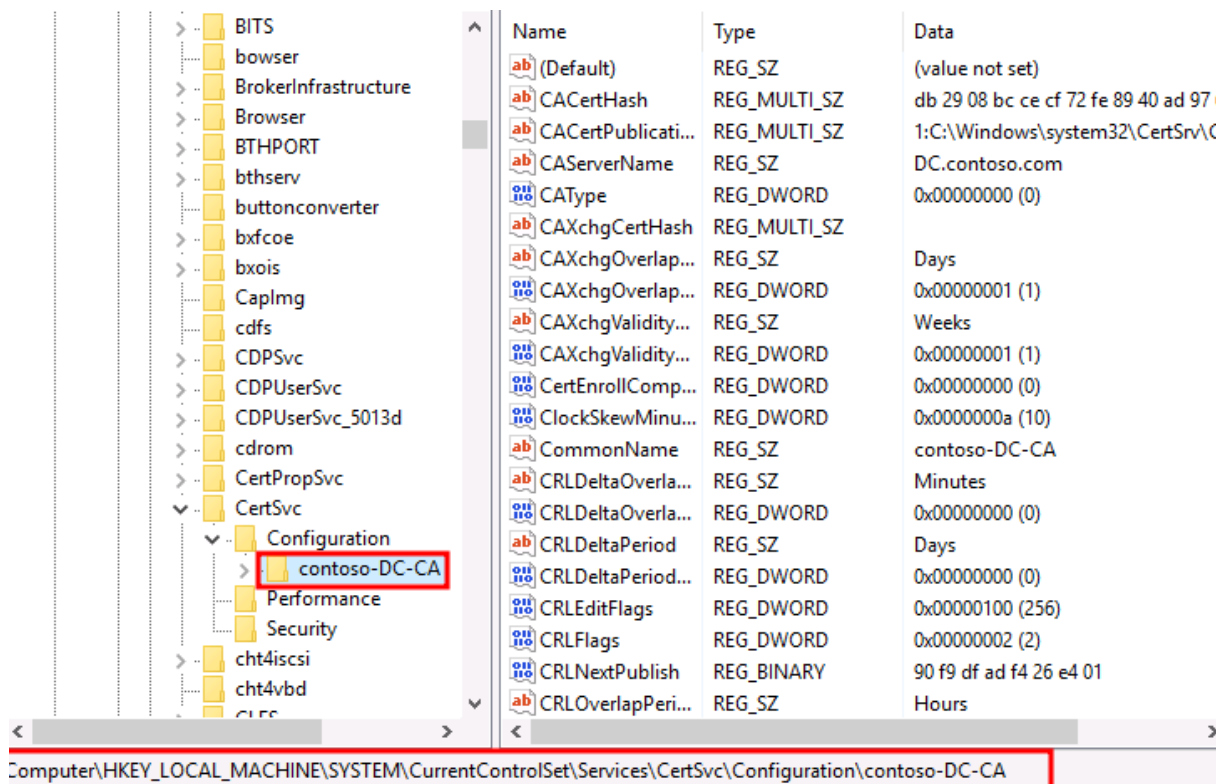 BITS
bowser
BrokerInfrastructure
Browser
BTHPORT
bthserv
buttonconverter
bxfcoe
bxois
CapImg
cdfs
CDPSvc
CDPUserSvc
CDPUserSvc_5013d
cdrom
CertPropSvc
CertSvc
Configuration
contoso-DC-CA
Performance
Security
cht4iscsi
cht4vbd
Name Type Data
(Default) REG_SZ (value not set)
CACertHash REG_MULTI_SZ db 29 08 bc ce cf 72 fe 89 40 ad 97
CACertPublicati... REG_MULTI_SZ 1:C:\Windows\system32\CertSrv\C
CAServerName REG_SZ DC.contoso.com
CAType REG_DWORD 0x00000000 (0)
CAXchgCertHash REG_MULTI_SZ
CAXchgOverlap... REG_SZ Days
CAXchgOverlap... REG_DWORD 0x00000001 (1)
CAXchgValidity... REG_SZ Weeks
CAXchgValidity... REG_DWORD 0x00000001 (1)
CertEnrollComp... REG_DWORD 0x00000000 (0)
ClockSkewMinu... REG_DWORD 0x0000000a (10)
CommonName REG_SZ contoso-DC-CA
CRLDeltaOverla... REG_SZ Minutes
CRLDeltaOverla... REG_DWORD 0x00000000 (0)
CRLDeltaPeriod REG_SZ Days
CRLDeltaPeriod... REG_DWORD 0x00000000 (0)
CRLEditFlags REG_DWORD 0x00000100 (256)
CRLFlags REG_DWORD 0x00000002 (2)
CRLNextPublish REG_BINARY 90 f9 df ad f4 26 e4 01
CRLOverlapPeri... REG_SZ Hours
Computer\HKEY_LOCAL_MACHINE\SYSTEM\CurrentControlSet\Services\CertSvc\Configuration\contoso-DC-CA